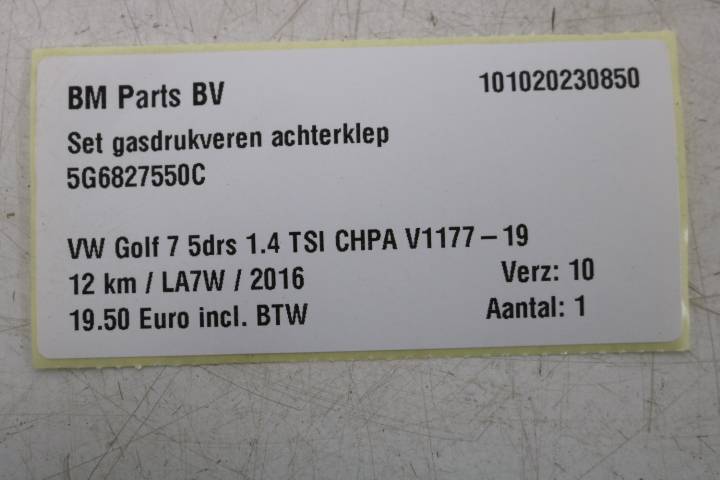 BM Parts BV 101020230850
Set gasdrukveren achterklep
5G6827550C
VW Golf 7 5drs 1.4 TSI CHPA V1177-19
12 km / LA7W / 2016 Verz: 10
19.50 Euro incl. BTW Aantal: 1